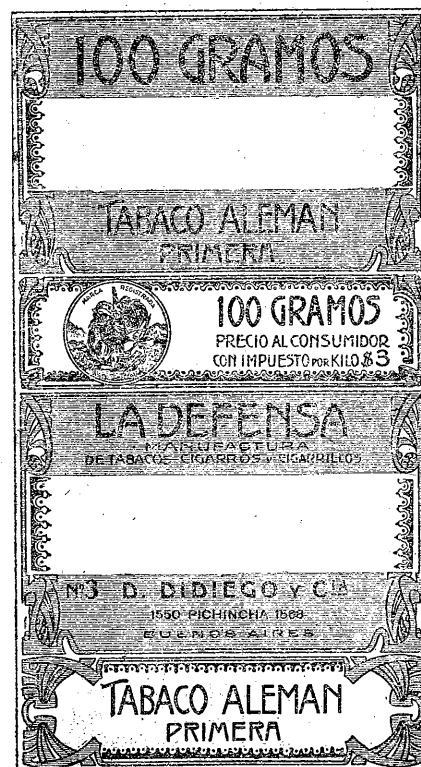 100 GRAMOS
TABACO ALEMAN
PRIMERA
MARCA REGISTRADA
100 GRAMOS
PRECIO AL CONSUMIDOR
CON IMPUESTO POR KILO $3
LA DEFENSA
MANUFACTURA
DE TABACOS CIGARROS Y CIGARRILLOS
Nº3 D. DIDIEGO Y CIA
1550 PICHINCHA 1568
BUENOS AIRES
TABACO ALEMAN
PRIMERA